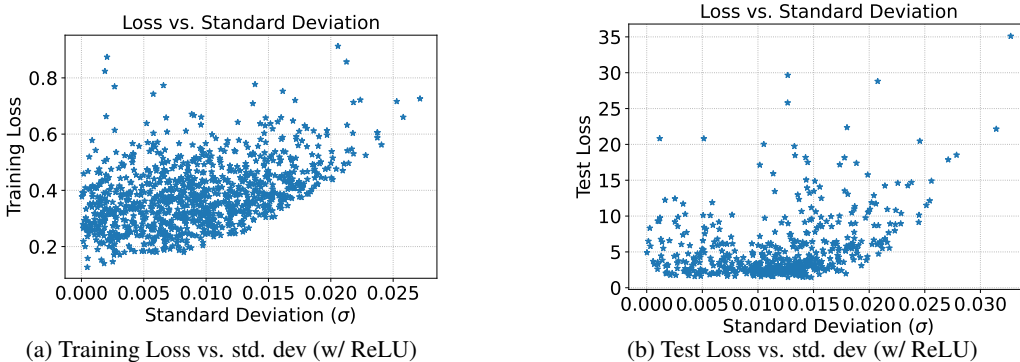 Loss vs. Standard Deviation
Training Loss
0.8
0.6
0.4
0.2
0.000 0.005 0.010 0.015 0.020 0.025
Standard Deviation (σ)
(a) Training Loss vs. std. dev (w/ ReLU)
Loss vs. Standard Deviation
Test Loss
35
30
25
20
15
10
5
0
0.000 0.005 0.010 0.015 0.020 0.025 0.030
Standard Deviation (σ)
(b) Test Loss vs. std. dev (w/ ReLU)